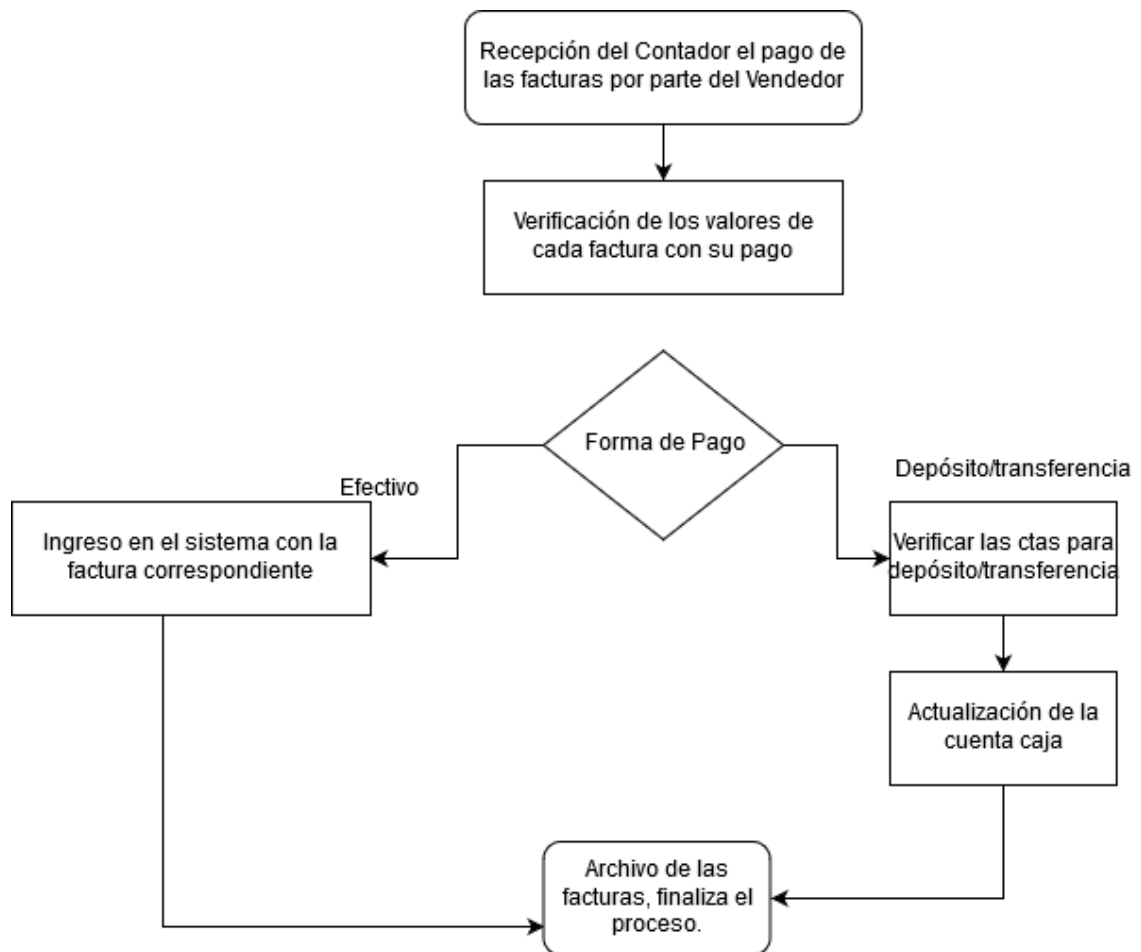 Recepción del Contador el pago de
las facturas por parte del Vendedor
Verificación de los valores de
cada factura con su pago
Forma de Pago
Efectivo
Depósito/transferencia
Ingreso en el sistema con la
factura correspondiente
Verificar las ctas para
depósito/transferencia
Actualización de la
cuenta caja
Archivo de las
facturas, finaliza el
proceso.